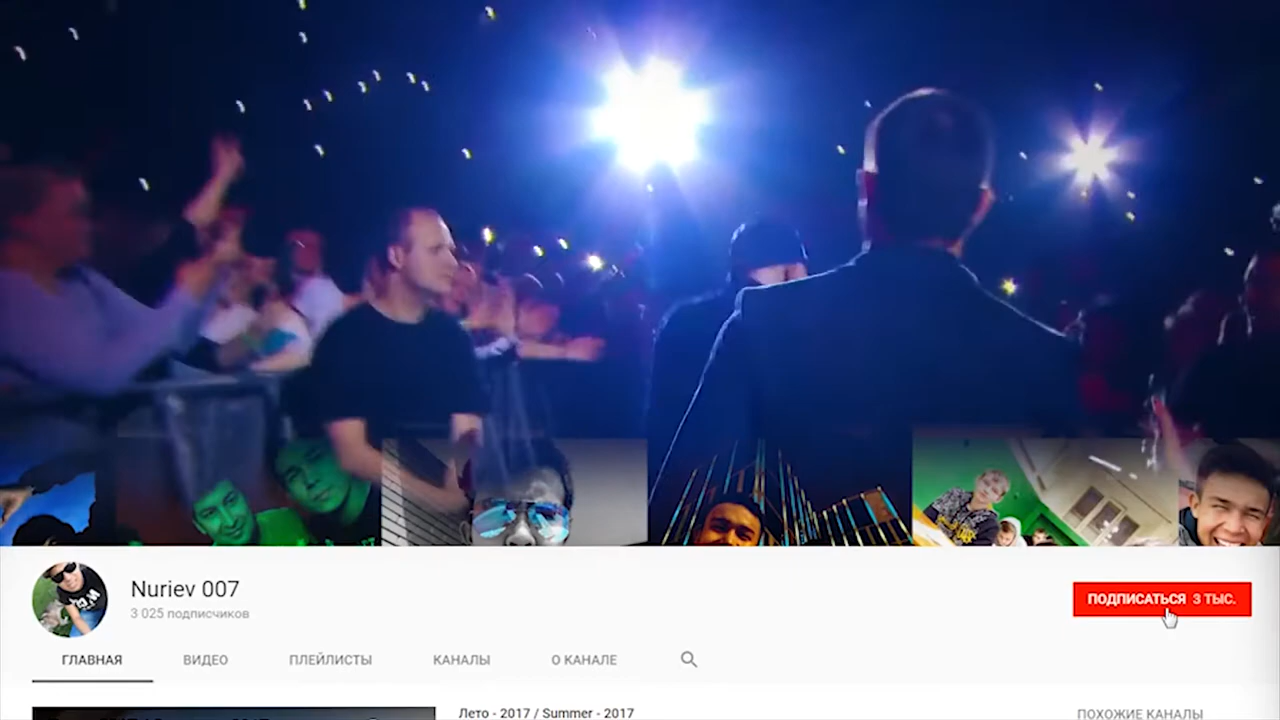 Nuriev 007
3 025 подписчиков
ПОДПИСАТЬСЯ 3 ТЫС.
ГЛАВНАЯ
ВИДЕО
ПЛЕЙЛИСТЫ
КАНАЛЫ
О КАНАЛЕ
Лето - 2017 / Summer - 2017
ПОХОЖИЕ КАНАЛЫ